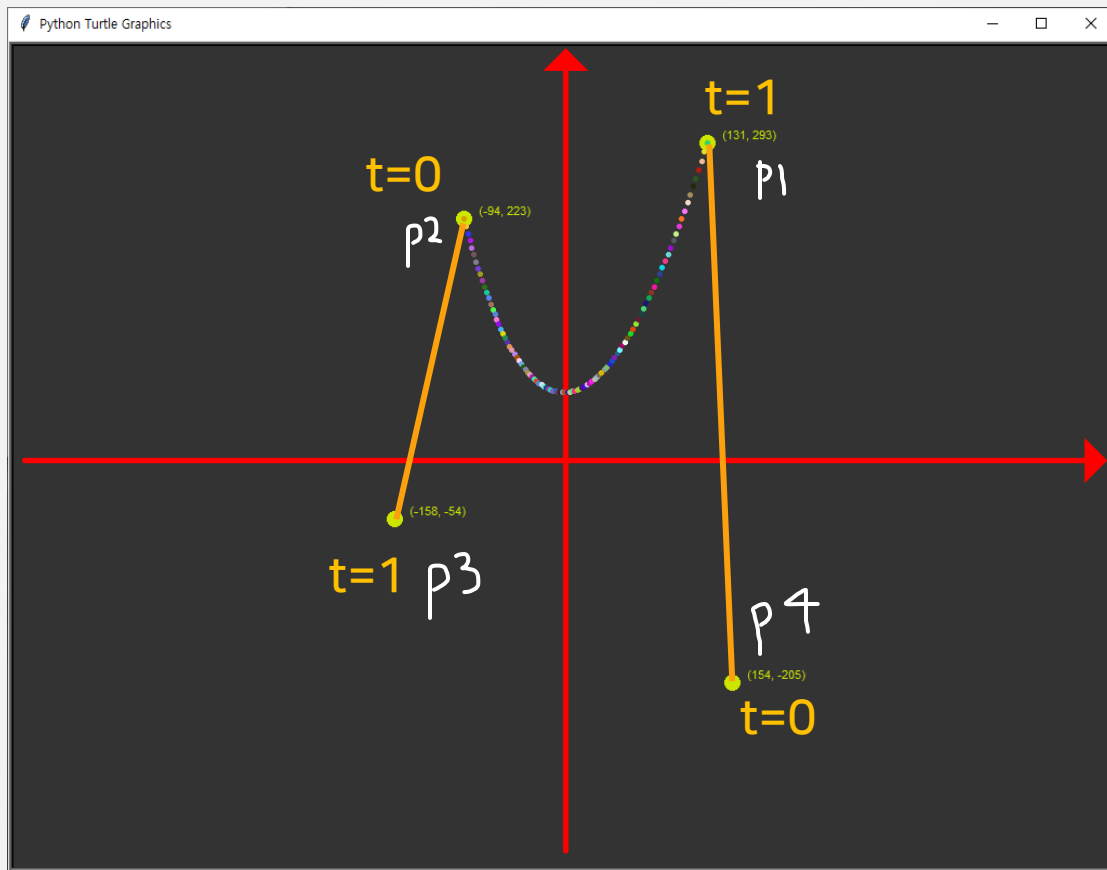 Python Turtle Graphics
t=1
(131, 293)
p1
t=0
(-94, 223)
p2
(-158, -54)
t=1 p3
p4
(154, -205)
t=0